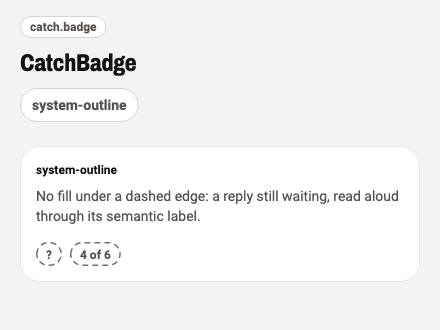 catch.badge
CatchBadge
system-outline
system-outline
No fill under a dashed edge: a reply still waiting, read aloud
through its semantic label.
? 4 of 6